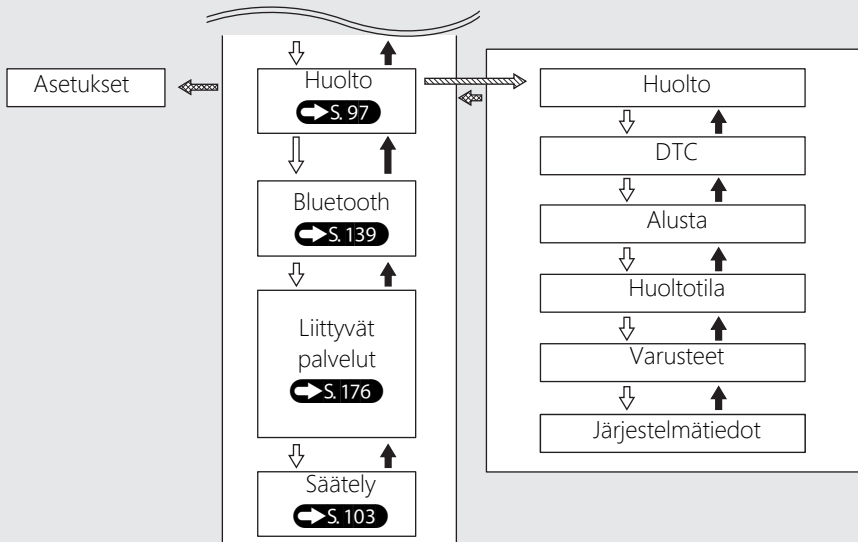 Asetukset
Huolto
S. 97
Bluetooth
S. 139
Liittyvät
palvelut
S. 176
Säätely
S. 103
Huolto
DTC
Alusta
Huoltotila
Varusteet
Järjestelmätiedot